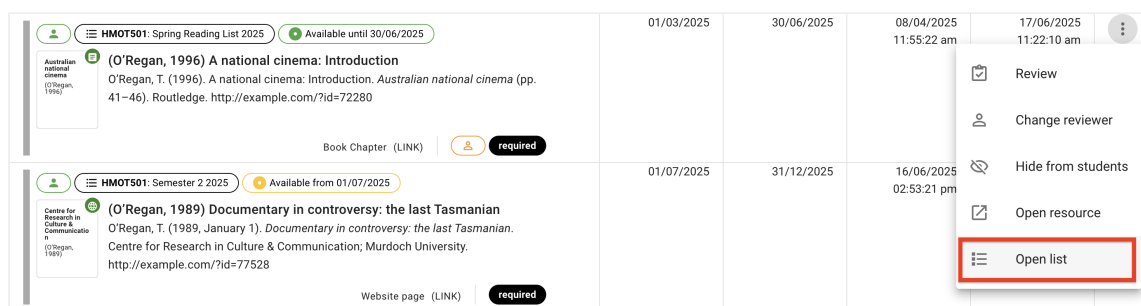 HMOT501: Spring Reading List 2025
Available until 30/06/2025
01/03/2025
30/06/2025
08/04/2025
11:55:22 am
17/06/2025
11:22:10 am
Australian
national
cinema
(O'Regan,
1996)
(O’Regan, 1996) A national cinema: Introduction
O’Regan, T. (1996). A national cinema: Introduction. Australian national cinema (pp.
41–46). Routledge. http://example.com/?id=72280
Book Chapter (LINK)
required
HMOT501: Semester 2 2025
Available from 01/07/2025
01/07/2025
31/12/2025
16/06/2025
02:53:21 pm
Centre for
Research in
Culture &
Communicatio
n
(O'Regan,
1989)
(O’Regan, 1989) Documentary in controversy: the last Tasmanian
O’Regan, T. (1989, January 1). Documentary in controversy: the last Tasmanian.
Centre for Research in Culture & Communication; Murdoch University.
http://example.com/?id=77528
Website page (LINK)
required
Review
Change reviewer
Hide from students
Open resource
Open list